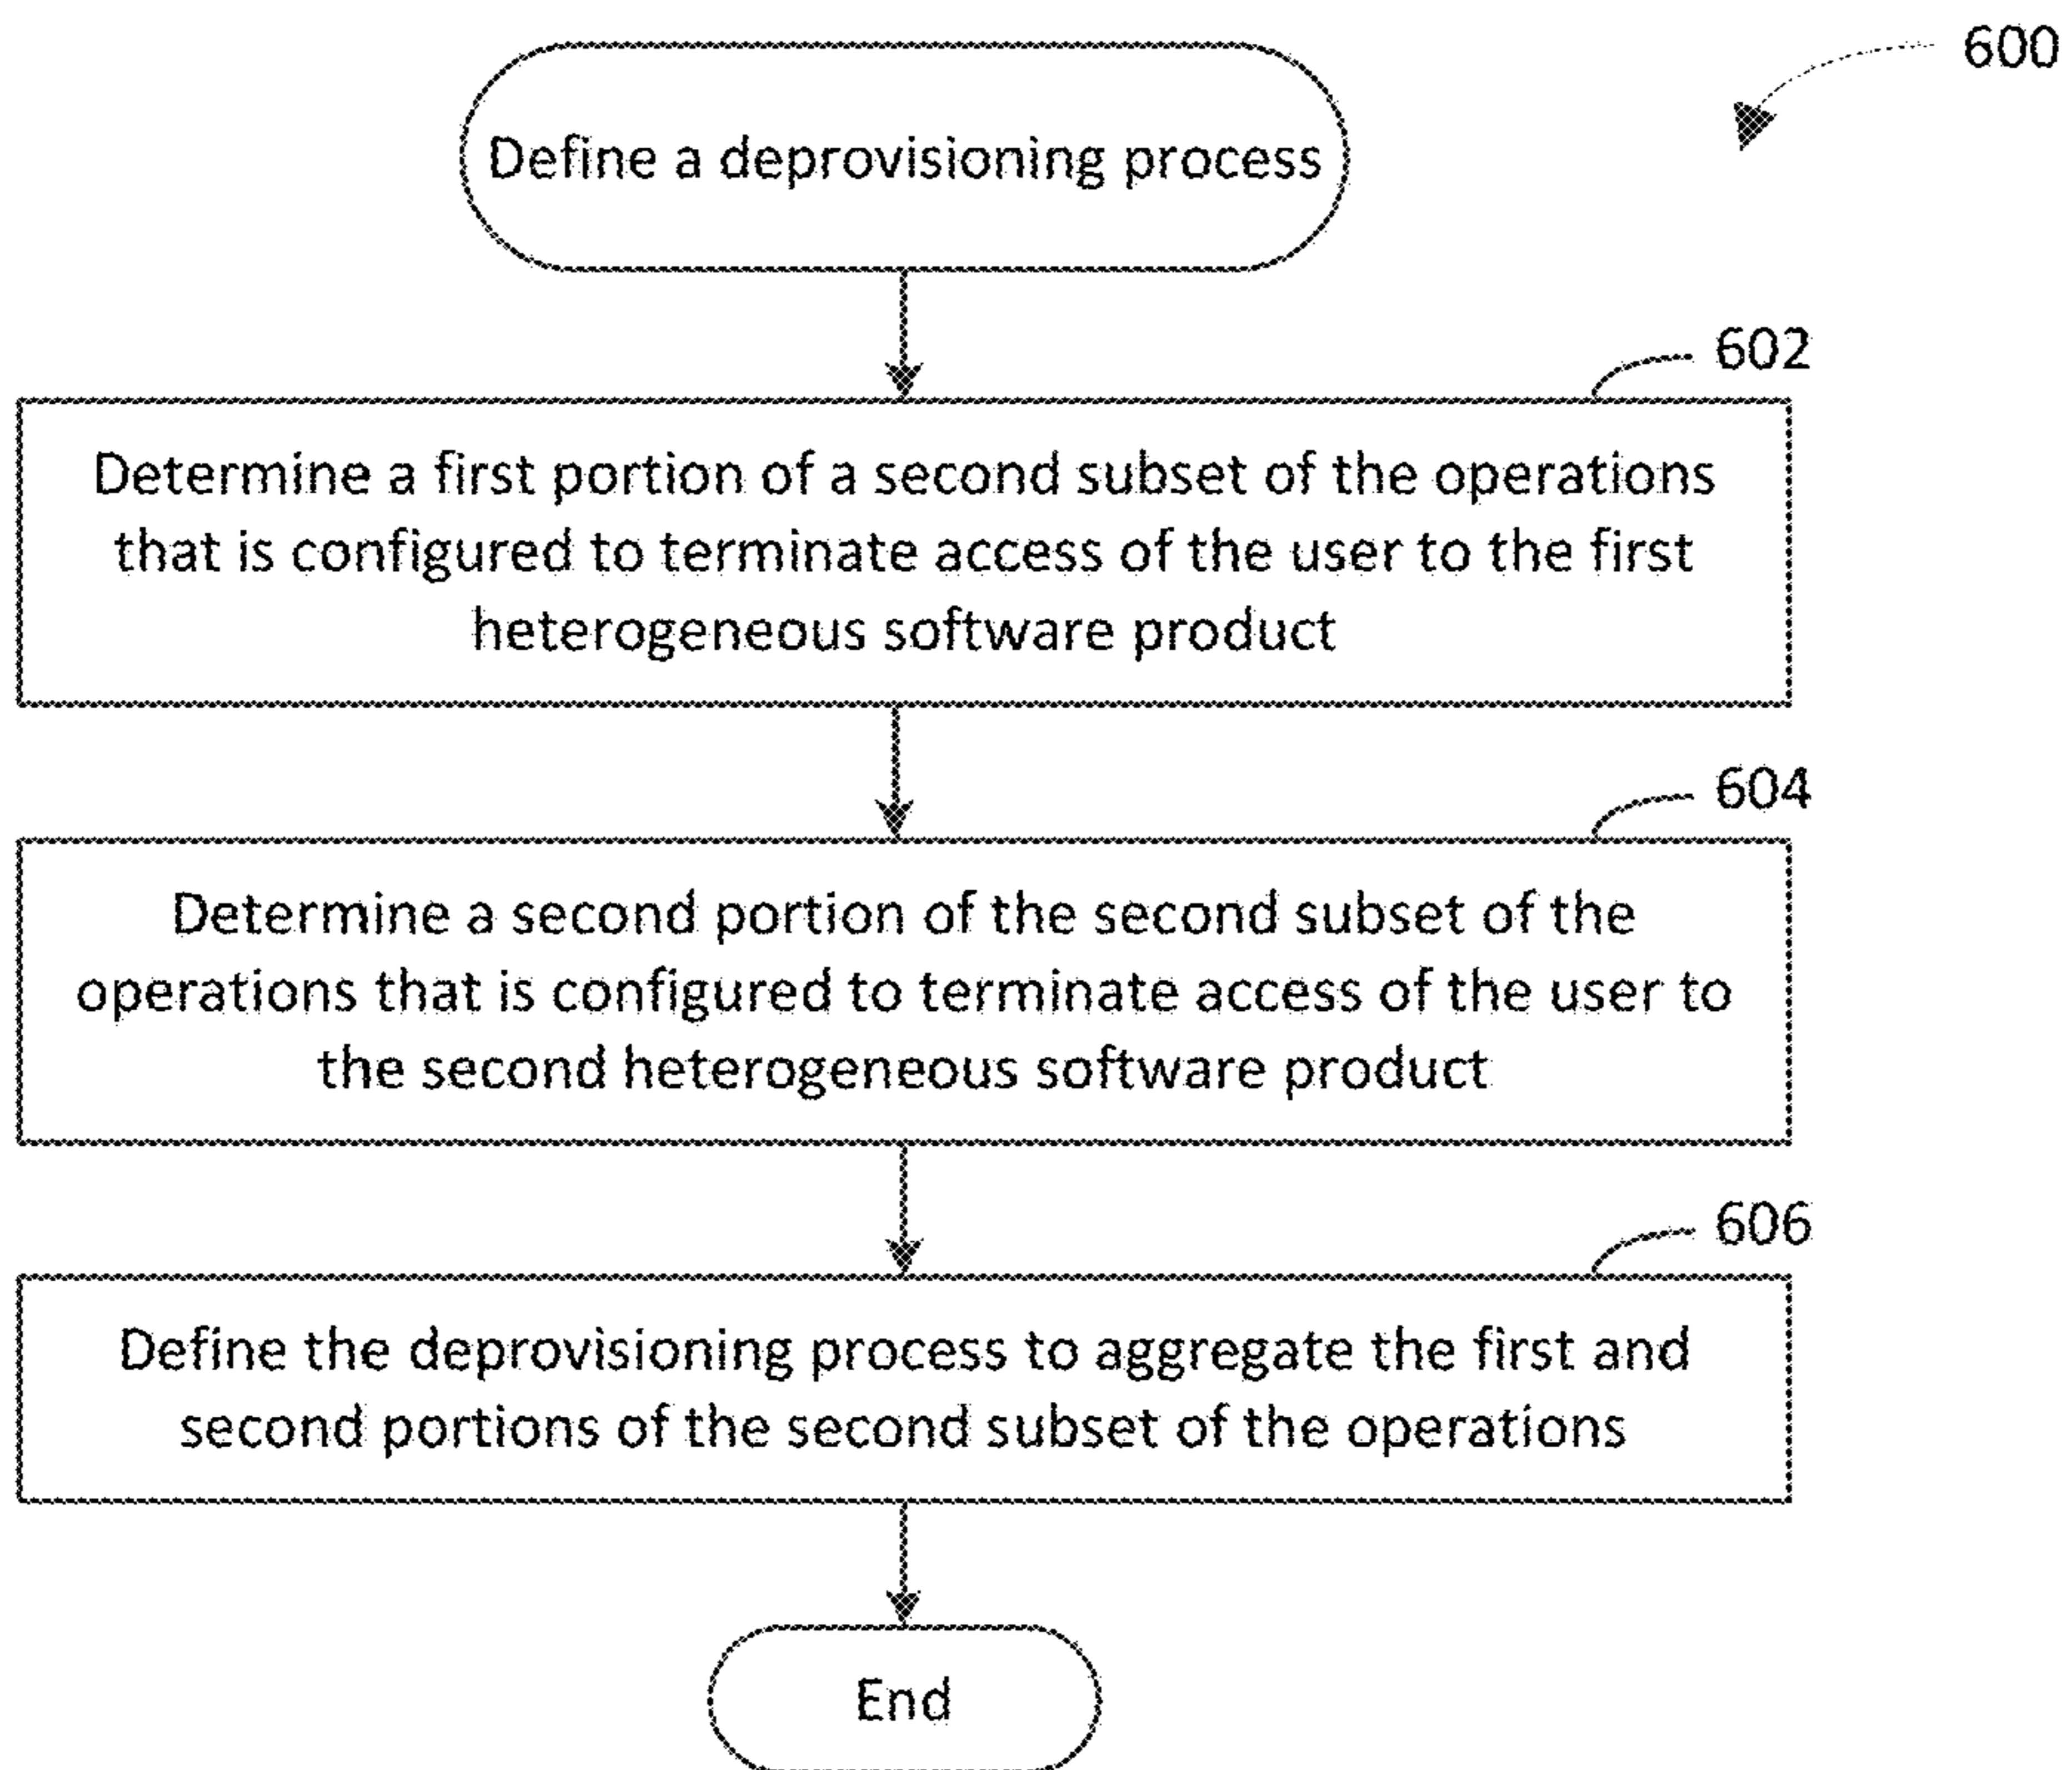 600
Define a deprovisioning process
602
Determine a first portion of a second subset of the operations
that is configured to terminate access of the user to the first
heterogeneous software product
604
Determine a second portion of the second subset of the
operations that is configured to terminate access of the user to
the second heterogeneous software product
606
Define the deprovisioning process to aggregate the first and
second portions of the second subset of the operations
End